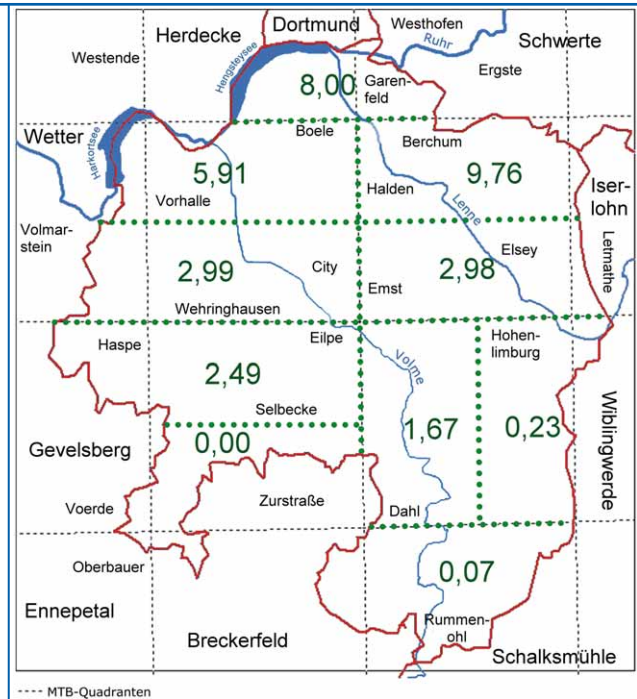 Dortmund
Westhofen
Herdecke
Ruhr
Schwerte
Westende
Hengsteysee
Ergste
8,00
Garen-
feld
Wetter
Harkortsee
Boele
Berchum
5,91
9,76
Iser-
lohn
Vorhalle
Halden
Lenne
Volmar-
stein
Letmathe
Elsey
2,99
City
2,98
Emst
Wehringhausen
Haspe
Eilpe
Hohen-
limburg
Volme
2,49
Selbecke
1,67
0,23
Wiblingwerde
Gevelsberg
0,00
Zurstraße
Voerde
Dahl
Oberbauer
0,07
Ennepetal
Rummen-
ohl
Breckerfeld
Schalksmühle
---- MTB-Quadranten